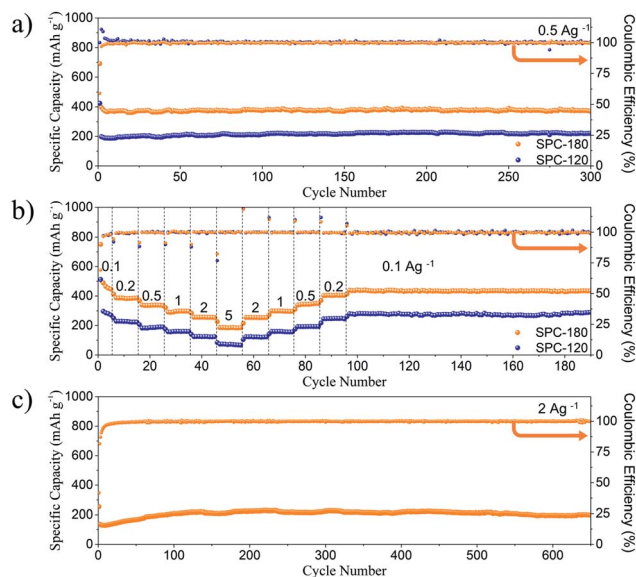 a)
1000
800
600
400
200
0
Specific Capacity (mAh g⁻¹)
0.5 Ag ⁻¹
SPC-180
SPC-120
100
75
50
25
0
Coulombic Efficiency (%)
0 50 100 150 200 250 300
Cycle Number
b)
1000
800
600
400
200
0
Specific Capacity (mAh g⁻¹)
0.1 0.2 0.5 1 2 5 2 1 0.5 0.2 0.1 Ag ⁻¹
SPC-180
SPC-120
100
75
50
25
0
Coulombic Efficiency (%)
0 20 40 60 80 100 120 140 160 180
Cycle Number
c)
1000
800
600
400
200
0
Specific Capacity (mAh g⁻¹)
2 Ag ⁻¹
100
75
50
25
0
Coulombic Efficiency (%)
0 100 200 300 400 500 600
Cycle Number